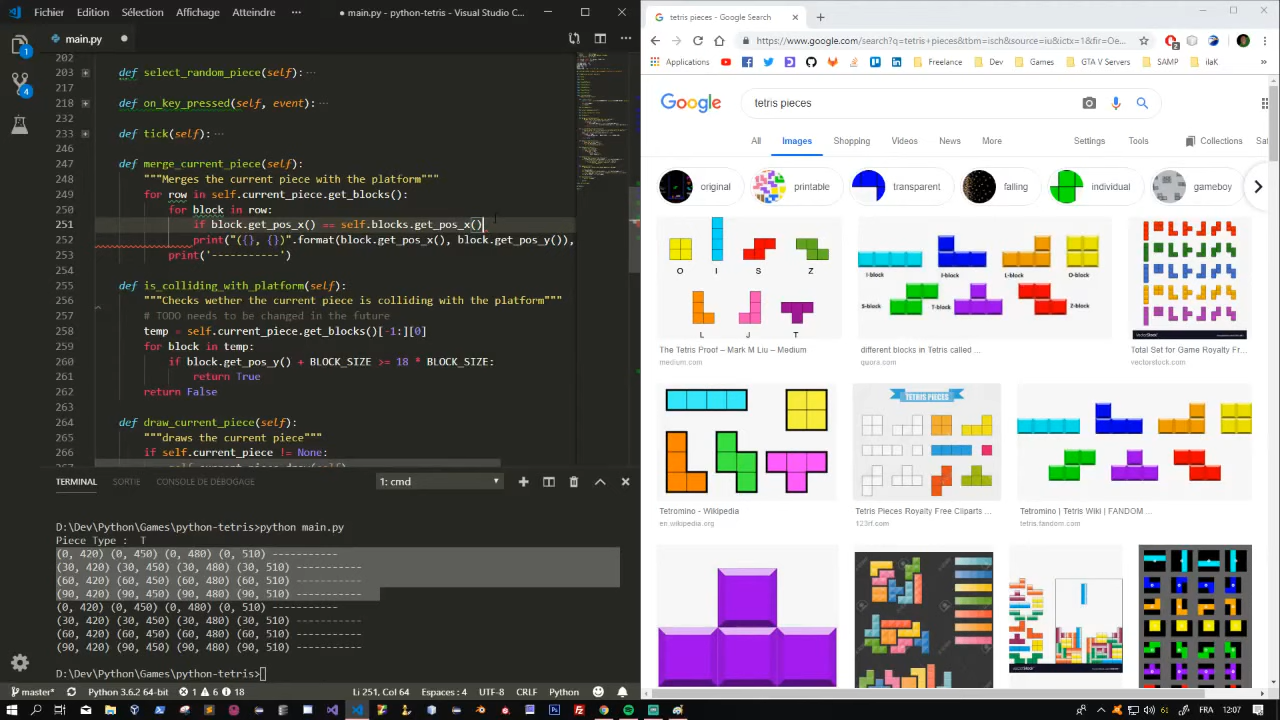 Fichier Édition Sélection Affichage Atteindre ··· ● main.py - python-tetris - Visual Studio C...
main.py
216 def select_random_piece(self):···
217
218 def key_press(self, event):···
233
234 def tick(self):···
246
247 def merge_current_piece(self):
248 """Merges the current piece with the platform"""
249 for row in self.current_piece.get_blocks():
250 for block in row:
251 if block.get_pos_x() == self.blocks.get_pos_x()
252 print("({}, {})".format(block.get_pos_x(), block.get_pos_y()),
253 print('-----------')
254
255 def is_colliding_with_platform(self):
256 """Checks wether the current piece is colliding with the platform"""
257 # TODO needs to be changed in the future
258 temp = self.current_piece.get_blocks()[-1:][0]
259 for block in temp:
260 if block.get_pos_y() + BLOCK_SIZE >= 18 * BLOCK_SIZE:
261 return True
262 return False
263
264 def draw_current_piece(self):
265 """draws the current piece"""
266 if self.current_piece != None:
TERMINAL SORTIE CONSOLE DE DÉBOGAGE 1: cmd
D:\Dev\Python\Games\python-tetris>python main.py
Piece Type : T
(0, 420) (0, 450) (0, 480) (0, 510) -----------
(30, 420) (30, 450) (30, 480) (30, 510) -----------
(60, 420) (60, 450) (60, 480) (60, 510) -----------
(90, 420) (90, 450) (90, 480) (90, 510) -----------
(0, 420) (0, 450) (0, 480) (0, 510) -----------
(30, 420) (30, 450) (30, 480) (30, 510) -----------
(60, 420) (60, 450) (60, 480) (60, 510) -----------
(90, 420) (90, 450) (90, 480) (90, 510) -----------
D:\Dev\Python\Games\python-tetris>
master* 1 6 18 Li 251, Col 64 Espaces : 4 UTF-8 CRLF Python
tetris pieces - Google Search
https://www.google.com/search?q=tetris+pieces&tbm=isch&source=iu&ictx=1&fir=Oe...
Applications Freelance Dev Games GTA V Servers SAMP ilaK »
Google tetris pieces
All Images Shopping Videos News More Settings Tools Collections
original printable transparent falling individual gameboy
O I S Z
L J T
I-block J-block L-block O-block
S-block T-block Z-block
The Tetris Proof – Mark M Liu – Medium
medium.com
different blocks in Tetris called ...
quora.com
Total Set for Game Royalty Fr...
vectorstock.com
TETRIS PIECES
Tetromino - Wikipedia
en.wikipedia.org
Tetris Pieces Royalty Free Cliparts ...
123rf.com
Tetromino | Tetris Wiki | FANDOM ...
tetris.fandom.com
61 FRA 12:07